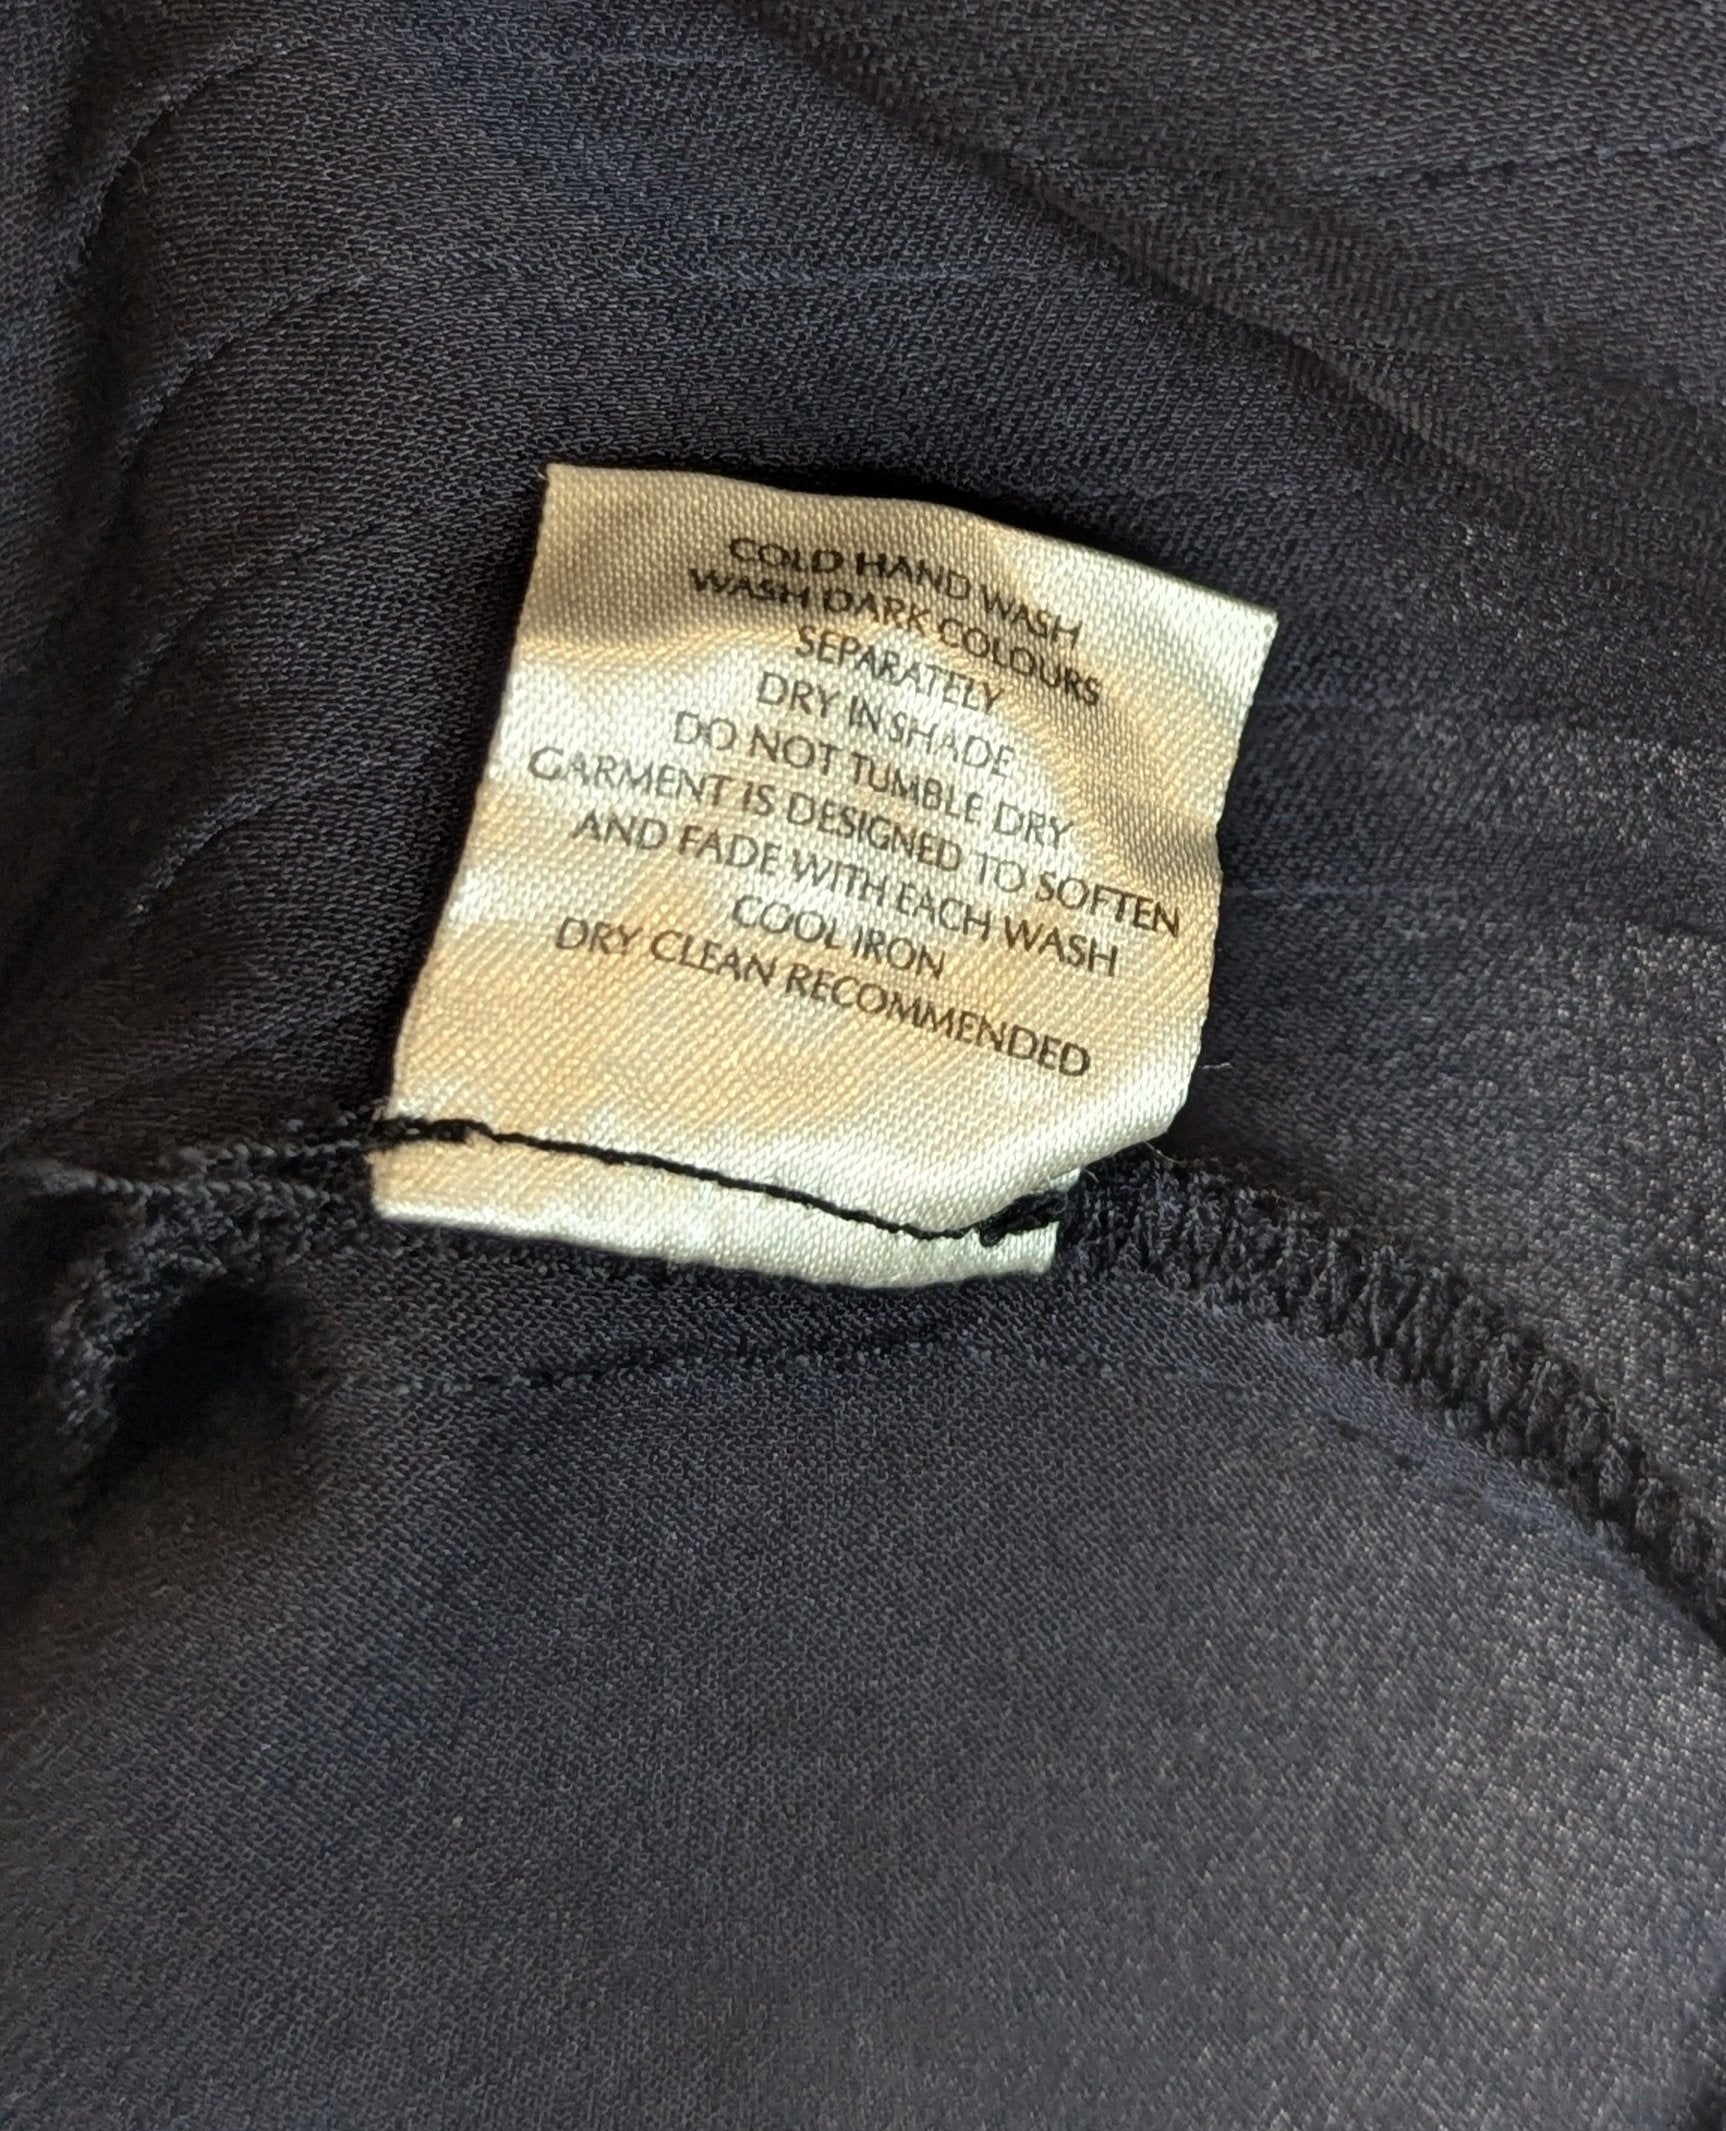 COLD HAND WASH
WASH DARK COLOURS
SEPARATELY
DRY IN SHADE
DO NOT TUMBLE DRY
GARMENT IS DESIGNED TO SOFTEN
AND FADE WITH EACH WASH
COOL IRON
DRY CLEAN RECOMMENDED